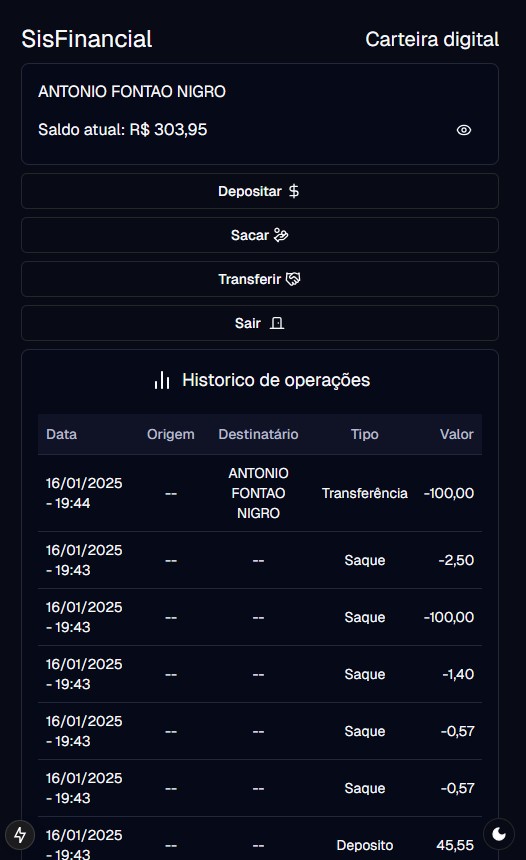 SisFinancial
Carteira digital
ANTONIO FONTAO NIGRO
Saldo atual: R$ 303,95
Depositar
Sacar
Transferir
Sair
Historico de operações
Data Origem Destinatário Tipo Valor
16/01/2025 - 19:44 -- ANTONIO FONTAO NIGRO Transferência -100,00
16/01/2025 - 19:43 -- -- Saque -2,50
16/01/2025 - 19:43 -- -- Saque -100,00
16/01/2025 - 19:43 -- -- Saque -1,40
16/01/2025 - 19:43 -- -- Saque -0,57
16/01/2025 - 19:43 -- -- Saque -0,57
16/01/2025 - 19:43 -- -- Deposito 45,55